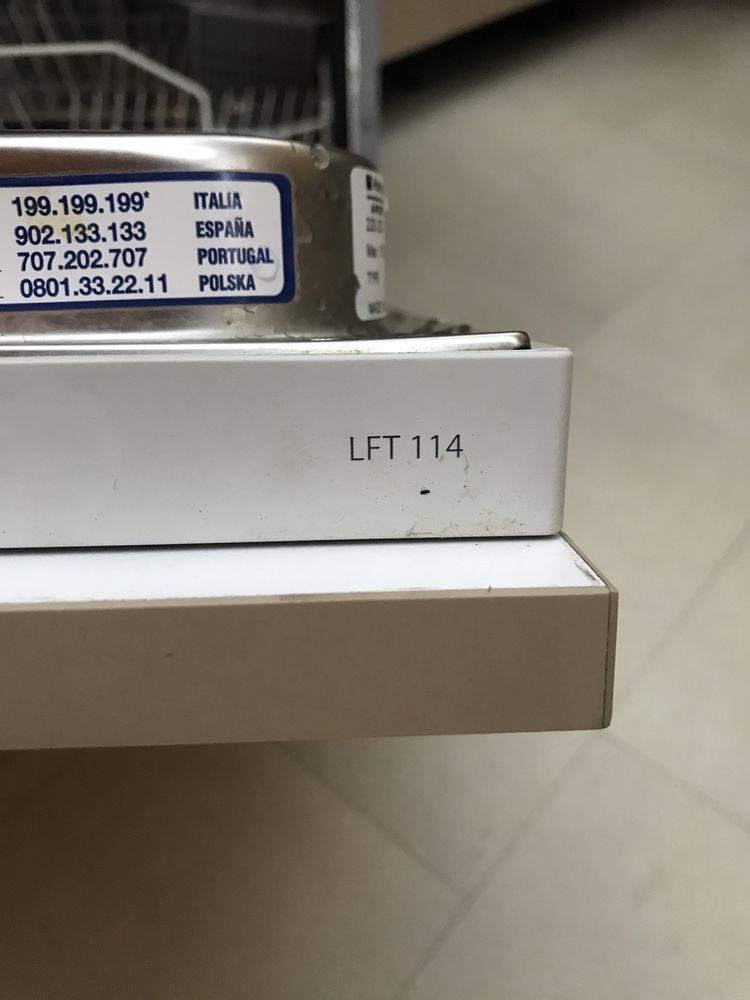 199.199.199* ITALIA
902.133.133 ESPAÑA
707.202.707 PORTUGAL
0801.33.22.11 POLSKA
LFT 114